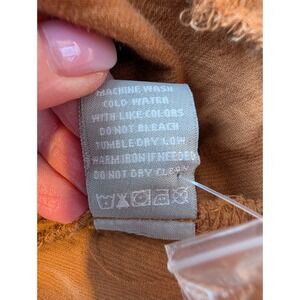 MACHINE WASH
COLD WATER
WITH LIKE COLORS
DO NOT BLEACH
TUMBLE DRY LOW
WARM IRON IF NEEDED
DO NOT DRY CLEAN